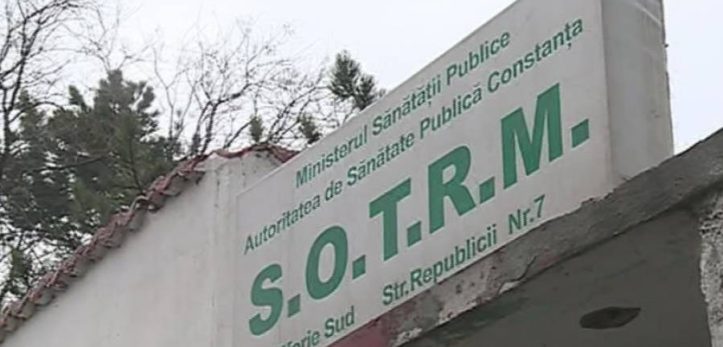 Ministerul Sănătăţii Publice
Autoritatea de Sănătate Publică Constanţa
S.O.T.R.M.
Sud Str.Republicii Nr.7